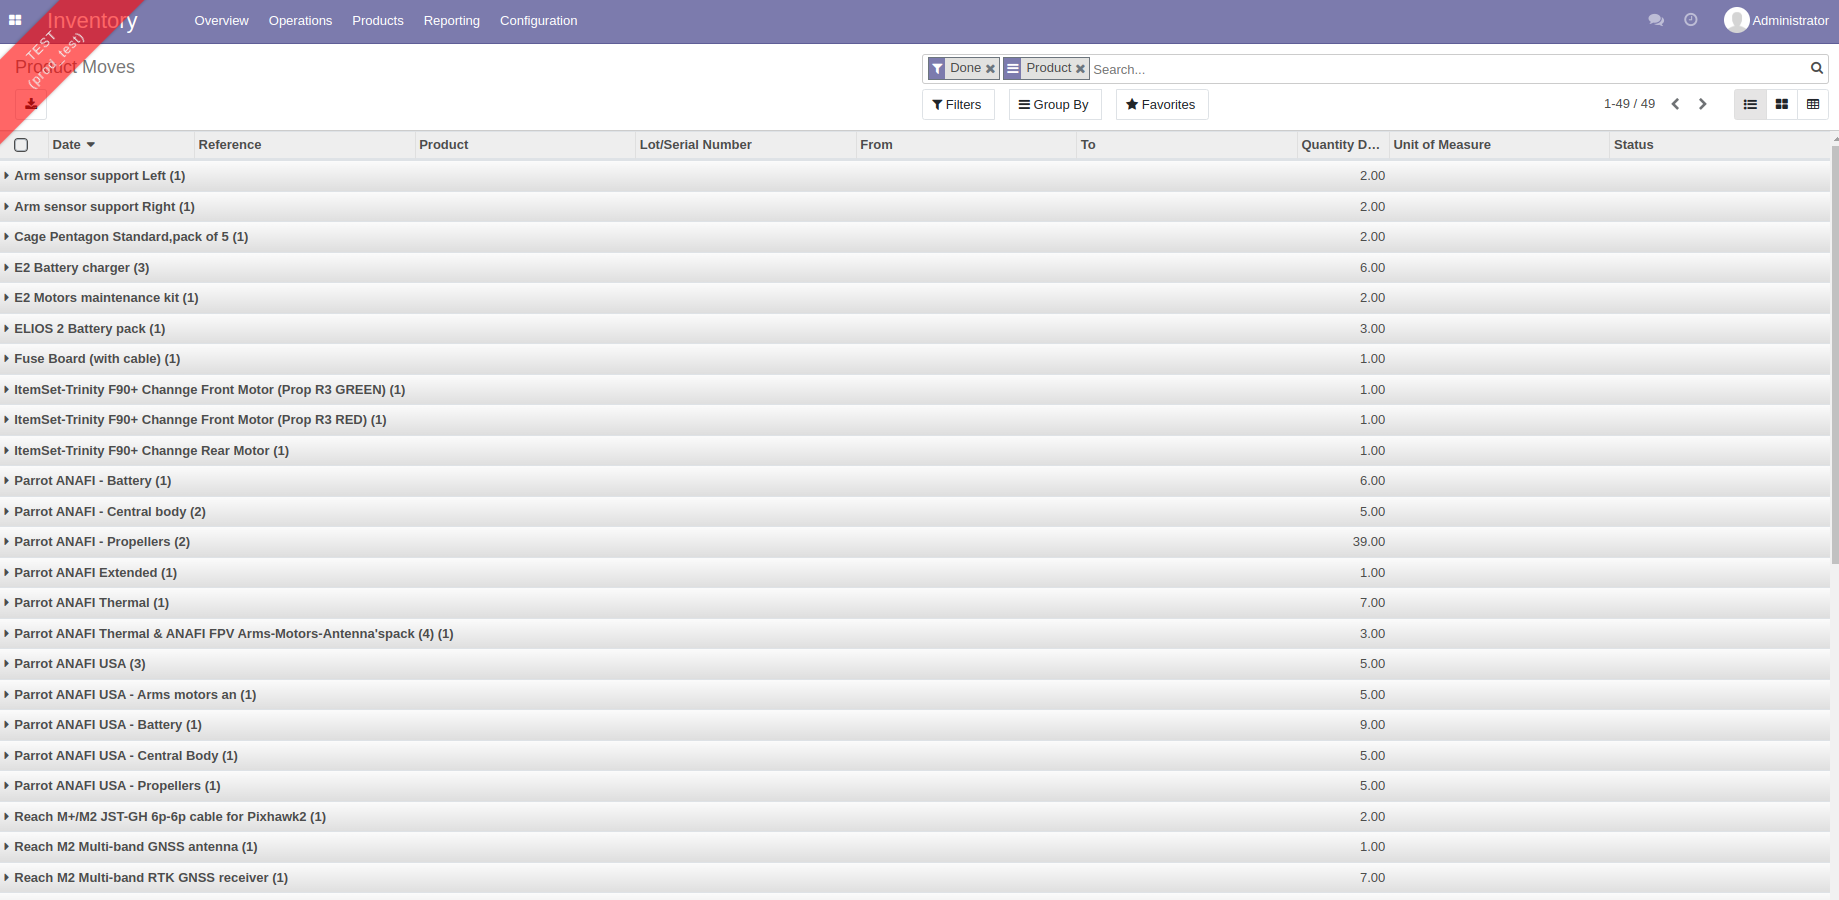 Inventory
Overview
Operations
Products
Reporting
Configuration
Administrator
TEST
(prod_test)
Product Moves
Done
Product
Search...
Filters
Group By
Favorites
1-49 / 49
Date
Reference
Product
Lot/Serial Number
From
To
Quantity D...
Unit of Measure
Status
Arm sensor support Left (1) 2.00
Arm sensor support Right (1) 2.00
Cage Pentagon Standard,pack of 5 (1) 2.00
E2 Battery charger (3) 6.00
E2 Motors maintenance kit (1) 2.00
ELIOS 2 Battery pack (1) 3.00
Fuse Board (with cable) (1) 1.00
ItemSet-Trinity F90+ Channge Front Motor (Prop R3 GREEN) (1) 1.00
ItemSet-Trinity F90+ Channge Front Motor (Prop R3 RED) (1) 1.00
ItemSet-Trinity F90+ Channge Rear Motor (1) 1.00
Parrot ANAFI - Battery (1) 6.00
Parrot ANAFI - Central body (2) 5.00
Parrot ANAFI - Propellers (2) 39.00
Parrot ANAFI Extended (1) 1.00
Parrot ANAFI Thermal (1) 7.00
Parrot ANAFI Thermal & ANAFI FPV Arms-Motors-Antenna'spack (4) (1) 3.00
Parrot ANAFI USA (3) 5.00
Parrot ANAFI USA - Arms motors an (1) 5.00
Parrot ANAFI USA - Battery (1) 9.00
Parrot ANAFI USA - Central Body (1) 5.00
Parrot ANAFI USA - Propellers (1) 5.00
Reach M+/M2 JST-GH 6p-6p cable for Pixhawk2 (1) 2.00
Reach M2 Multi-band GNSS antenna (1) 1.00
Reach M2 Multi-band RTK GNSS receiver (1) 7.00